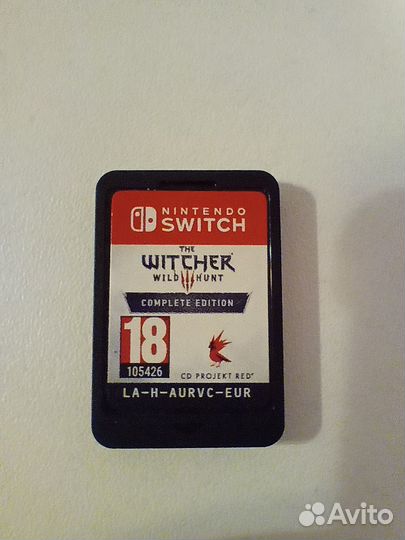 NINTENDO
SWITCH
THE
WITCHER
WILD HUNT
COMPLETE EDITION
18
105426
CD PROJEKT RED®
LA-H-AURVC-EUR
Avito